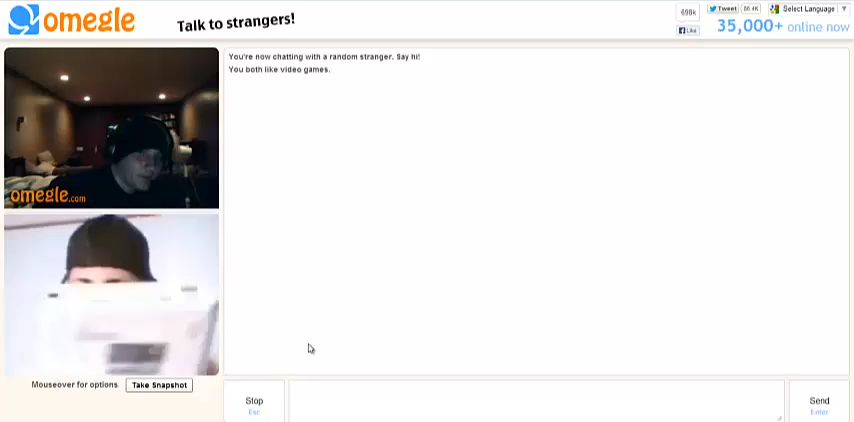 omegle
Talk to strangers!
698k
Tweet
Select Language
Like
35,000+ online now
You're now chatting with a random stranger. Say hi!
You both like video games.
omegle.com
Mouseover for options.
Take Snapshot
Stop
Esc
Send
Enter